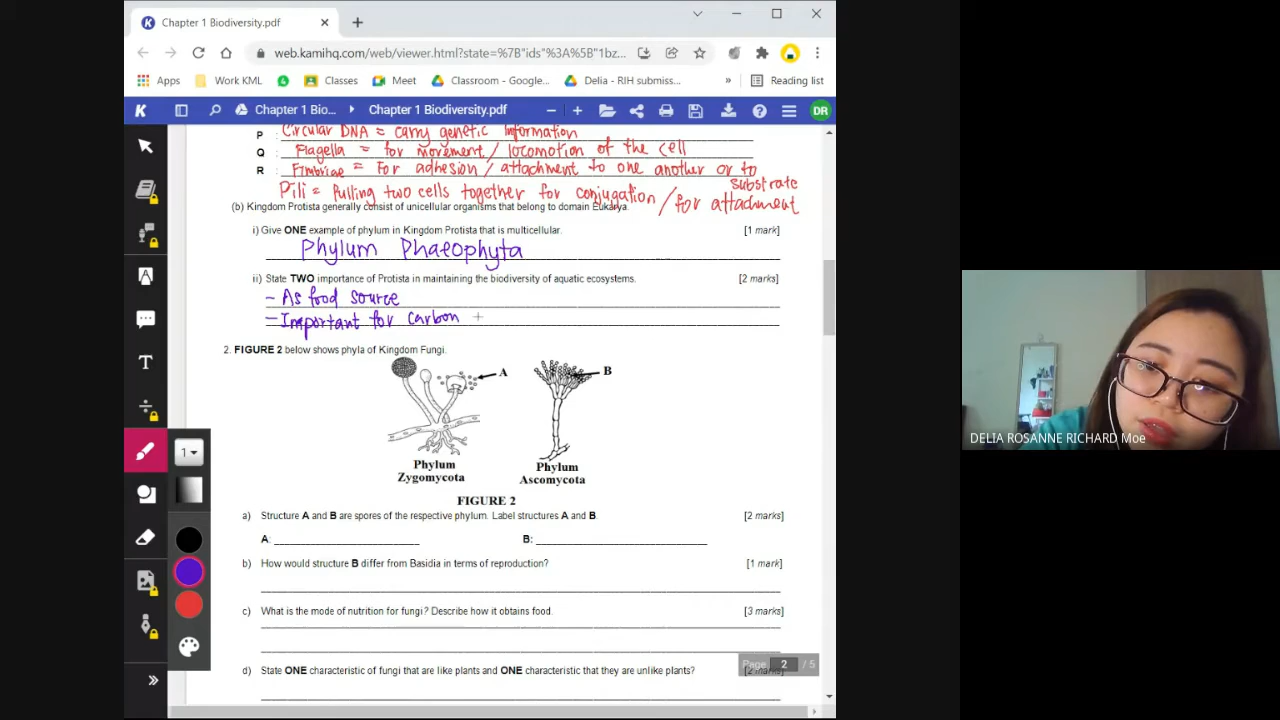 Chapter 1 Biodiversity.pdf
web.kamihq.com/web/viewer.html?state=%7B"ids"%3A%5B"1bz...
Apps Work KML Classes Meet Classroom - Google... Delia - RIH submiss... » Reading list
K Chapter 1 Bio... Chapter 1 Biodiversity.pdf DR
P : Circular DNA = carry genetic information
Q : Flagella = for movement / locomotion of the cell
R : Fimbriae = For adhesion / attachment to one another or to substrate
Pili = pulling two cells together for conjugation / for attachment
(b) Kingdom Protista generally consist of unicellular organisms that belong to domain Eukarya.
i) Give ONE example of phylum in Kingdom Protista that is multicellular. [1 mark]
Phylum Phaeophyta
ii) State TWO importance of Protista in maintaining the biodiversity of aquatic ecosystems. [2 marks]
- As food source
- Important for carbon
2. FIGURE 2 below shows phyla of Kingdom Fungi.
A B
Phylum Zygomycota
Phylum Ascomycota
FIGURE 2
a) Structure A and B are spores of the respective phylum. Label structures A and B. [2 marks]
A: B:
b) How would structure B differ from Basidia in terms of reproduction? [1 mark]
c) What is the mode of nutrition for fungi? Describe how it obtains food. [3 marks]
d) State ONE characteristic of fungi that are like plants and ONE characteristic that they are unlike plants? [2 marks]
Page 2 / 5
T
1
DELIA ROSANNE RICHARD Moe